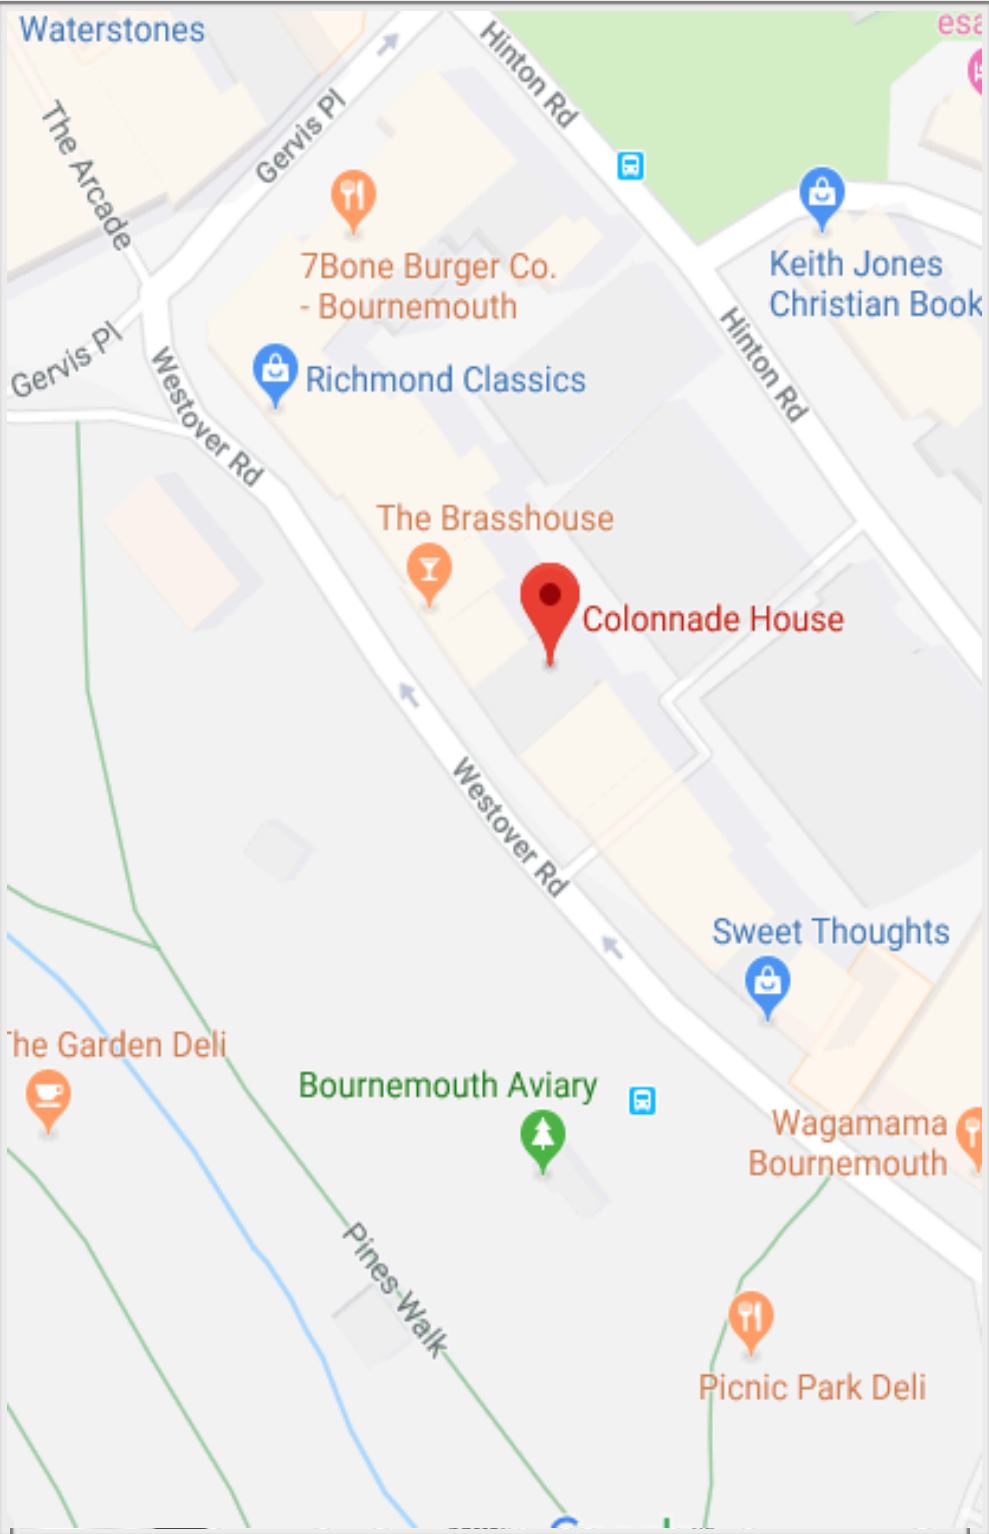 Waterstones
The Arcade
Gervis Pl
Hinton Rd
7Bone Burger Co.
- Bournemouth
Keith Jones
Christian Book
Gervis Pl
Westover Rd
Richmond Classics
Hinton Rd
The Brasshouse
Colonnade House
Westover Rd
Sweet Thoughts
The Garden Deli
Bournemouth Aviary
Wagamama
Bournemouth
Pines Walk
Picnic Park Deli